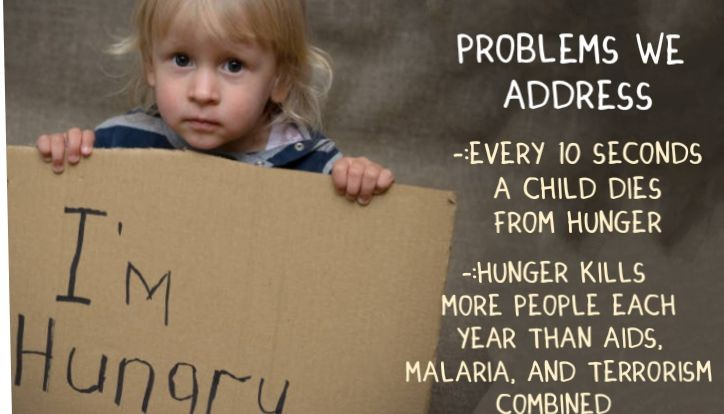 I'm
Hungry
PROBLEMS WE
ADDRESS
-:EVERY 10 SECONDS
A CHILD DIES
FROM HUNGER
-:HUNGER KILLS
MORE PEOPLE EACH
YEAR THAN AIDS,
MALARIA, AND TERRORISM
COMBINED